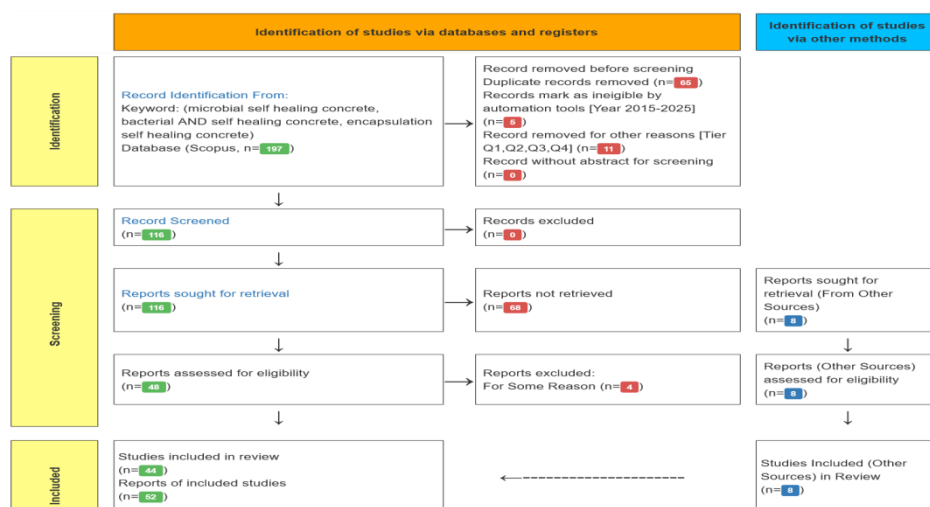 Identification of studies via databases and registers
Identification of studies
via other methods
Identification
Record Identification From:
Keyword: (microbial self healing concrete,
bacterial AND self healing concrete, encapsulation
self healing concrete)
Database (Scopus, n= 197)
Record removed before screening
Duplicate records removed (n= 65)
Records mark as ineigible by
automation tools [Year 2015-2025]
(n= 5)
Record removed for other reasons [Tier
Q1,Q2,Q3,Q4] (n= 11)
Record without abstract for screening
(n= 0)
Screening
Record Screened
(n= 116)
Records excluded
(n= 0)
Reports sought for retrieval
(n= 116)
Reports not retrieved
(n= 68)
Reports sought for
retrieval (From Other
Sources)
(n= 8)
Reports assessed for eligibility
(n= 48)
Reports excluded:
For Some Reason (n= 4)
Reports (Other Sources)
assessed for eligibility
(n= 8)
Included
Studies included in review
(n= 44)
Reports of included studies
(n= 52)
Studies Included (Other
Sources) in Review
(n= 8)